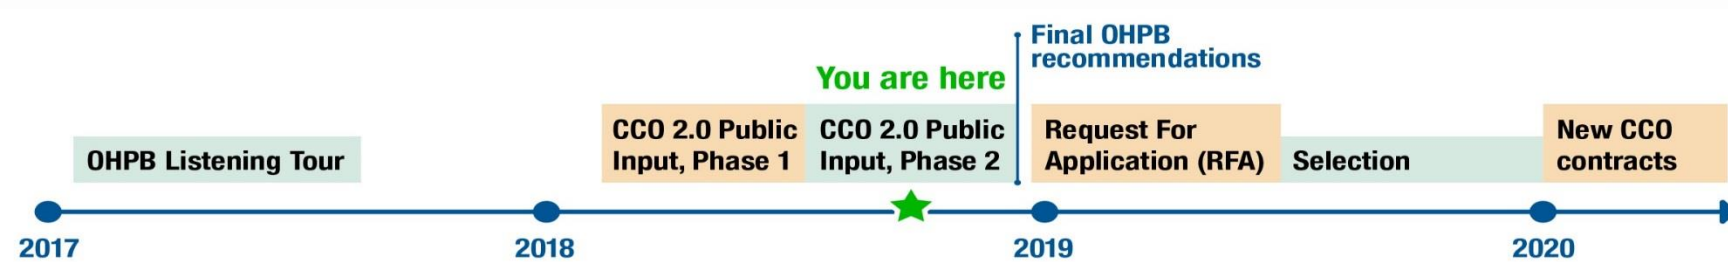 Final OHPB
recommendations
You are here
OHPB Listening Tour
CCO 2.0 Public
Input, Phase 1
CCO 2.0 Public
Input, Phase 2
Request For
Application (RFA)
Selection
New CCO
contracts
2017
2018
2019
2020